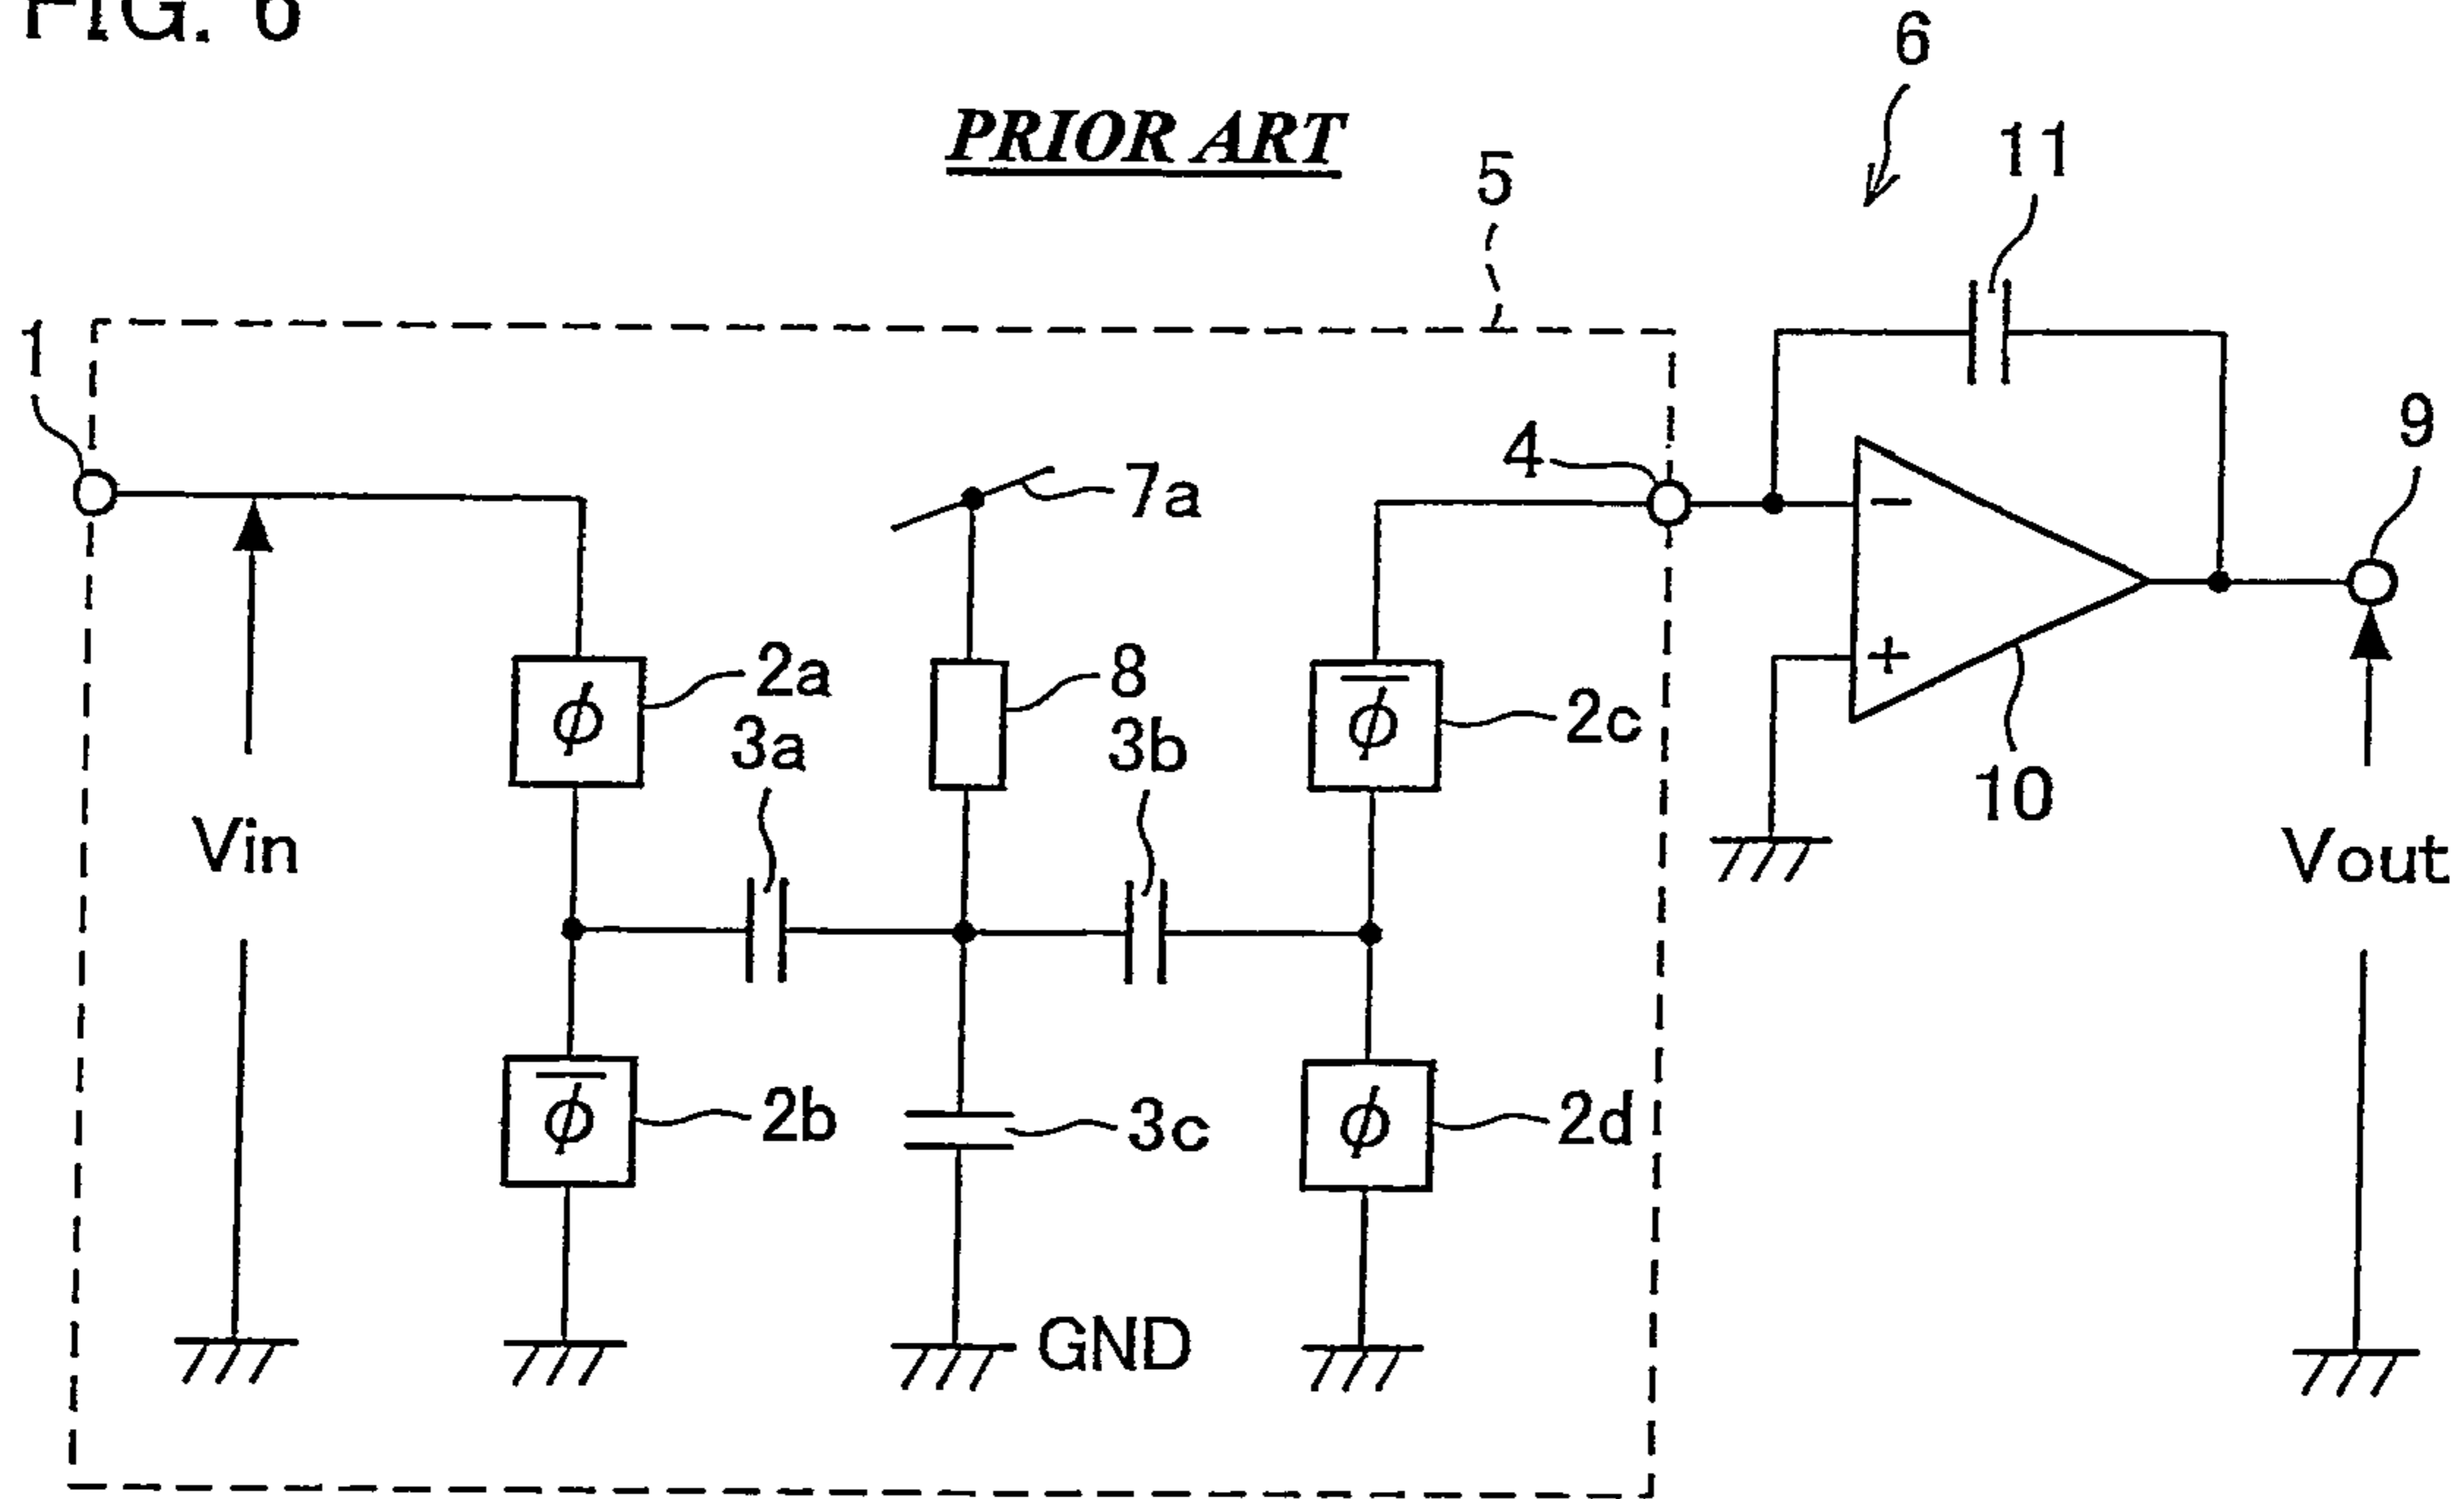 FIG. 6
PRIOR ART
6
11
5
1
4
7a
9
−
+
10
2a
8
2c
3a
3b
ϕ
ϕ̅
Vin
Vout
2b
3c
2d
ϕ̅
ϕ
GND